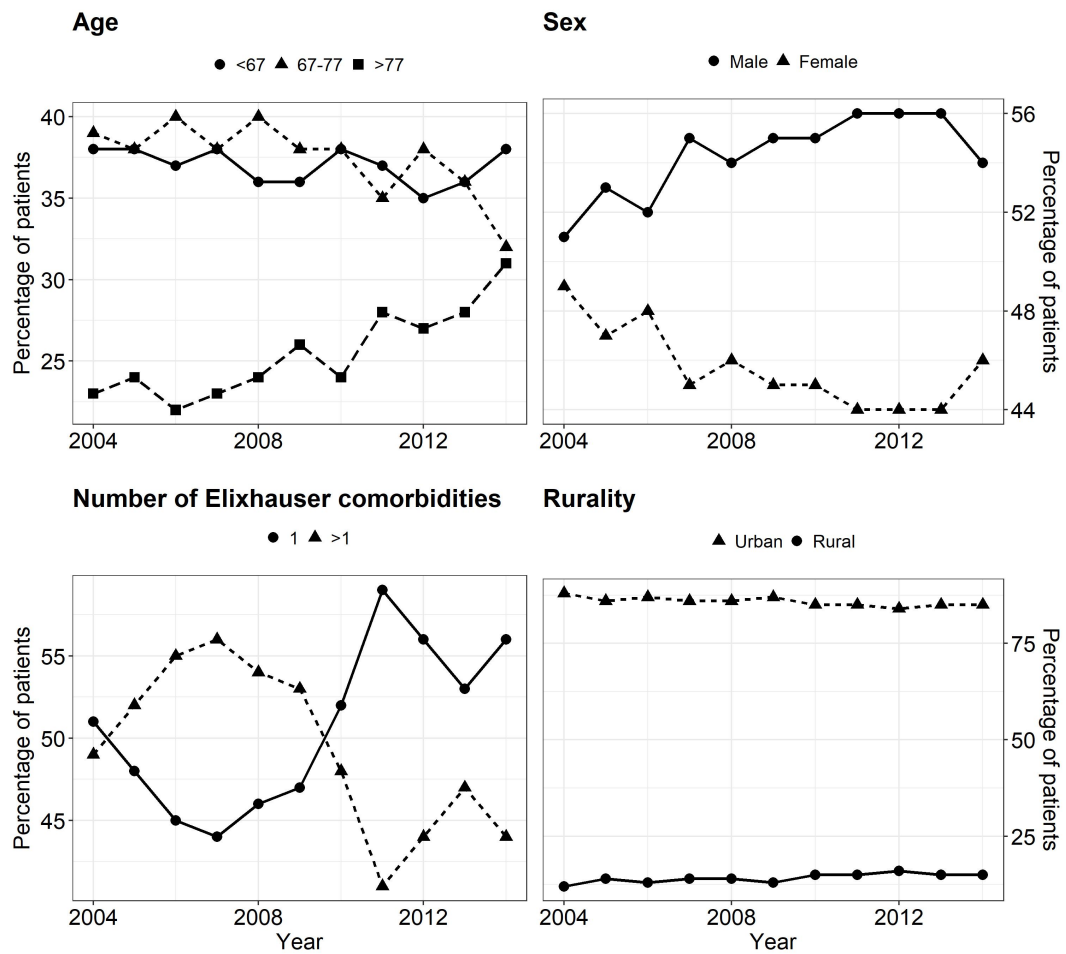 Age
<67 67-77 >77
Percentage of patients
40
35
30
25
2004 2008 2012
Sex
Male Female
56
52
48
44
Percentage of patients
2004 2008 2012
Number of Elixhauser comorbidities
1 >1
Percentage of patients
55
50
45
2004 2008 2012
Year
Rurality
Urban Rural
75
50
25
Percentage of patients
2004 2008 2012
Year